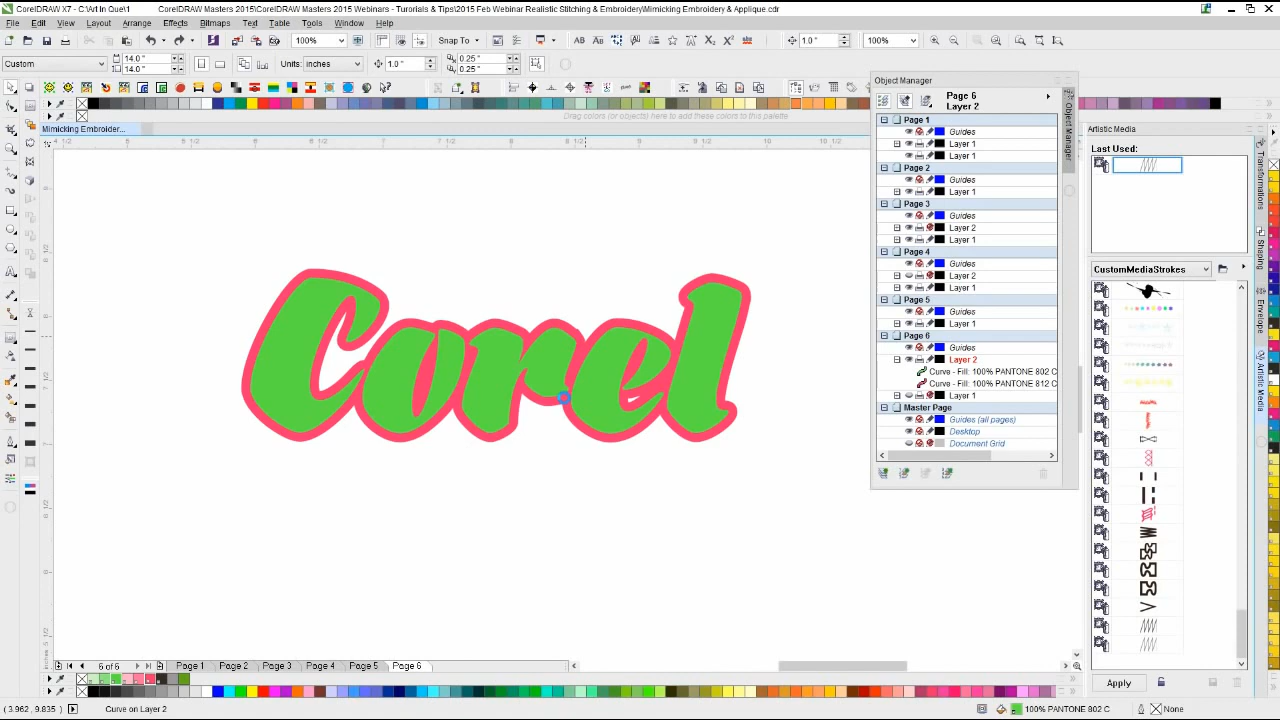 CorelDRAW X7 - C:\Art In Que\1 CorelDRAW Masters 2015\CorelDRAW Masters 2015 Webinars - Turorials & Tips\2015 Feb Webinar Realistic Stitching & Embroidery\Mimicking Embroidery & Applique.cdr
File Edit View Layout Arrange Effects Bitmaps Text Table Tools Window Help
100% Snap To 1.0 " 100%
Custom 14.0 " 14.0 " Units: inches 1.0 " 0.25 " 0.25 "
Drag colors (or objects) here to add these colors to this palette
Mimicking Embroider...
Object Manager
Page 6
Layer 2
Page 1
Guides
Layer 1
Layer 1
Page 2
Guides
Layer 1
Page 3
Guides
Layer 2
Layer 1
Page 4
Guides
Layer 2
Layer 1
Page 5
Guides
Layer 1
Page 6
Guides
Layer 2
Curve - Fill: 100% PANTONE 802 C
Curve - Fill: 100% PANTONE 812 C
Layer 1
Master Page
Guides (all pages)
Desktop
Document Grid
Object Manager
Artistic Media
Last Used:
CustomMediaStrokes
Apply
Transformations
Shaping
Envelope
Artistic Media
Corel
6 of 6 Page 1 Page 2 Page 3 Page 4 Page 5 Page 6
(3.962, 9.835 ) Curve on Layer 2 100% PANTONE 802 C None